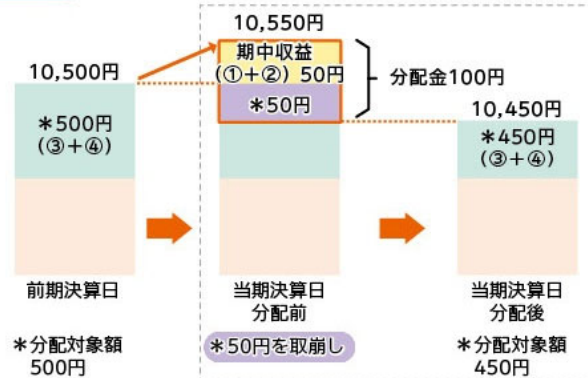 10,550円
期中収益
(①+②) 50円
分配金100円
10,500円
*50円
10,450円
*500円
(③+④)
*450円
(③+④)
前期決算日
当期決算日
分配前
当期決算日
分配後
*分配対象額
500円
*50円を取崩し
*分配対象額
450円